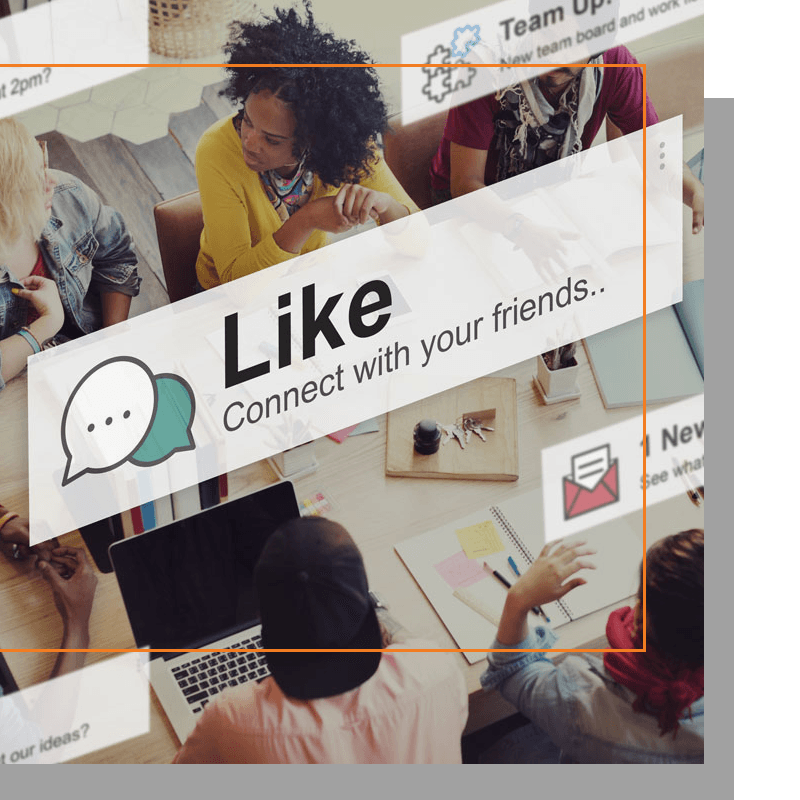 Team Up!
New team board and work
at 2pm?
Like
Connect with your friends..
1 New
See what
t our ideas?